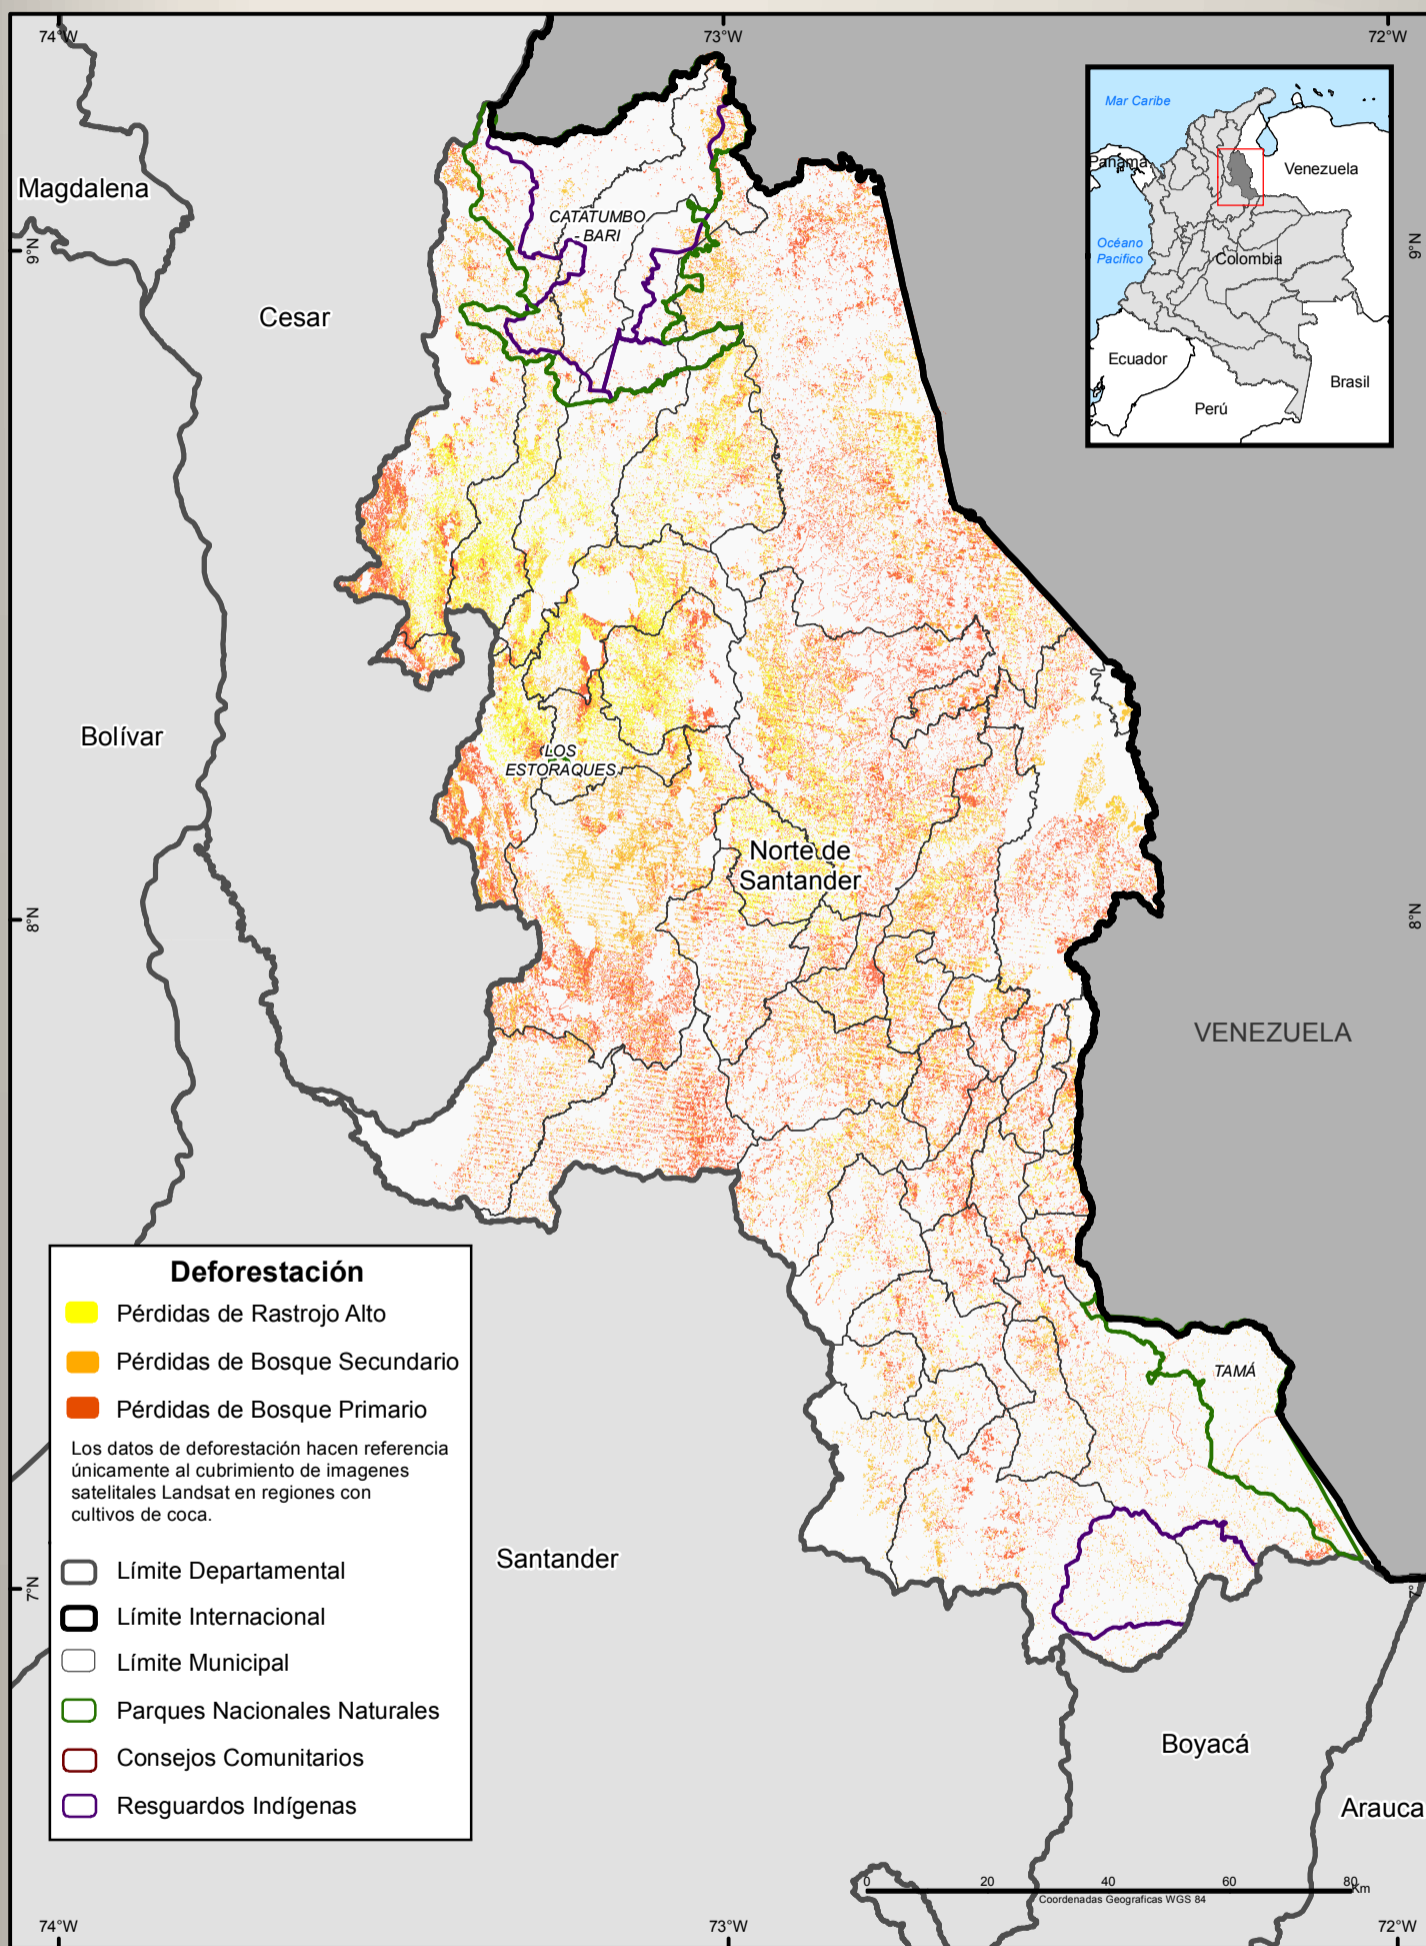 74°W
73°W
72°W
Mar Caribe
Panamá
Venezuela
Magdalena
CATATUMBO
- BARI
9°N
9°N
Océano
Pacifico
Colombia
Cesar
Ecuador
Brasil
Perú
Bolívar
LOS
ESTORAQUES
Norte de
Santander
8°N
8°N
VENEZUELA
Deforestación
Pérdidas de Rastrojo Alto
Pérdidas de Bosque Secundario
Pérdidas de Bosque Primario
Los datos de deforestación hacen referencia
únicamente al cubrimiento de imagenes
satelitales Landsat en regiones con
cultivos de coca.
TAMÁ
Santander
7°N
7°N
Límite Departamental
Límite Internacional
Límite Municipal
Parques Nacionales Naturales
Consejos Comunitarios
Resguardos Indígenas
Boyacá
Arauca
0 20 40 60 80 Km
Coordenadas Geograficas WGS 84
74°W
73°W
72°W